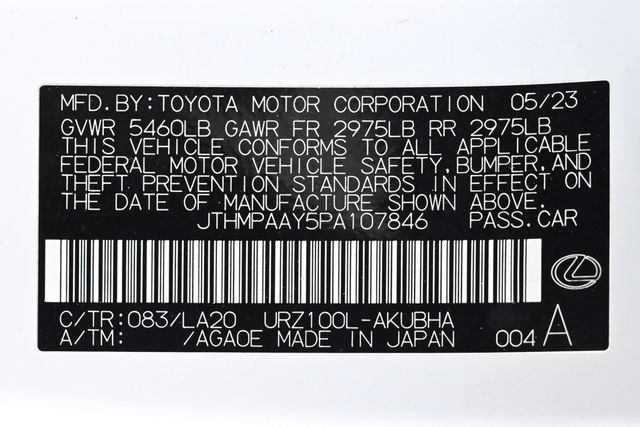 MFD. BY: TOYOTA MOTOR CORPORATION 05/23
GVWR 5460LB GAWR FR 2975LB RR 2975LB
THIS VEHICLE CONFORMS TO ALL APPLICABLE
FEDERAL MOTOR VEHICLE SAFETY, BUMPER, AND
THEFT PREVENTION STANDARDS IN EFFECT ON
THE DATE OF MANUFACTURE SHOWN ABOVE.
JTHMPAAY5PA107846 PASS. CAR
C/TR: 083/LA20 URZ100L-AKUBHA
A/TM: /AGA0E MADE IN JAPAN 004 A